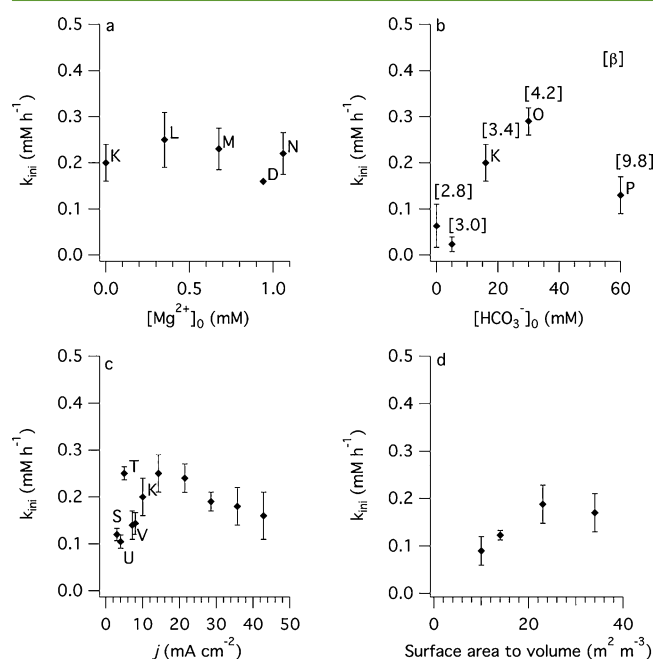 a
0.5
0.4
0.3
0.2
0.1
0.0
k_ini (mM h⁻¹)
K
L
M
D
N
0.0
0.5
1.0
[Mg²⁺]₀ (mM)
b
0.5
0.4
0.3
0.2
0.1
0.0
k_ini (mM h⁻¹)
[β]
[4.2]
O
[3.4]
K
[9.8]
P
[2.8]
[3.0]
0
20
40
60
[HCO₃⁻]₀ (mM)
c
0.5
0.4
0.3
0.2
0.1
0.0
k_ini (mM h⁻¹)
T
K
S
V
U
0
10
20
30
40
50
j (mA cm⁻²)
d
0.5
0.4
0.3
0.2
0.1
0.0
k_ini (mM h⁻¹)
0
20
40
Surface area to volume (m² m⁻³)